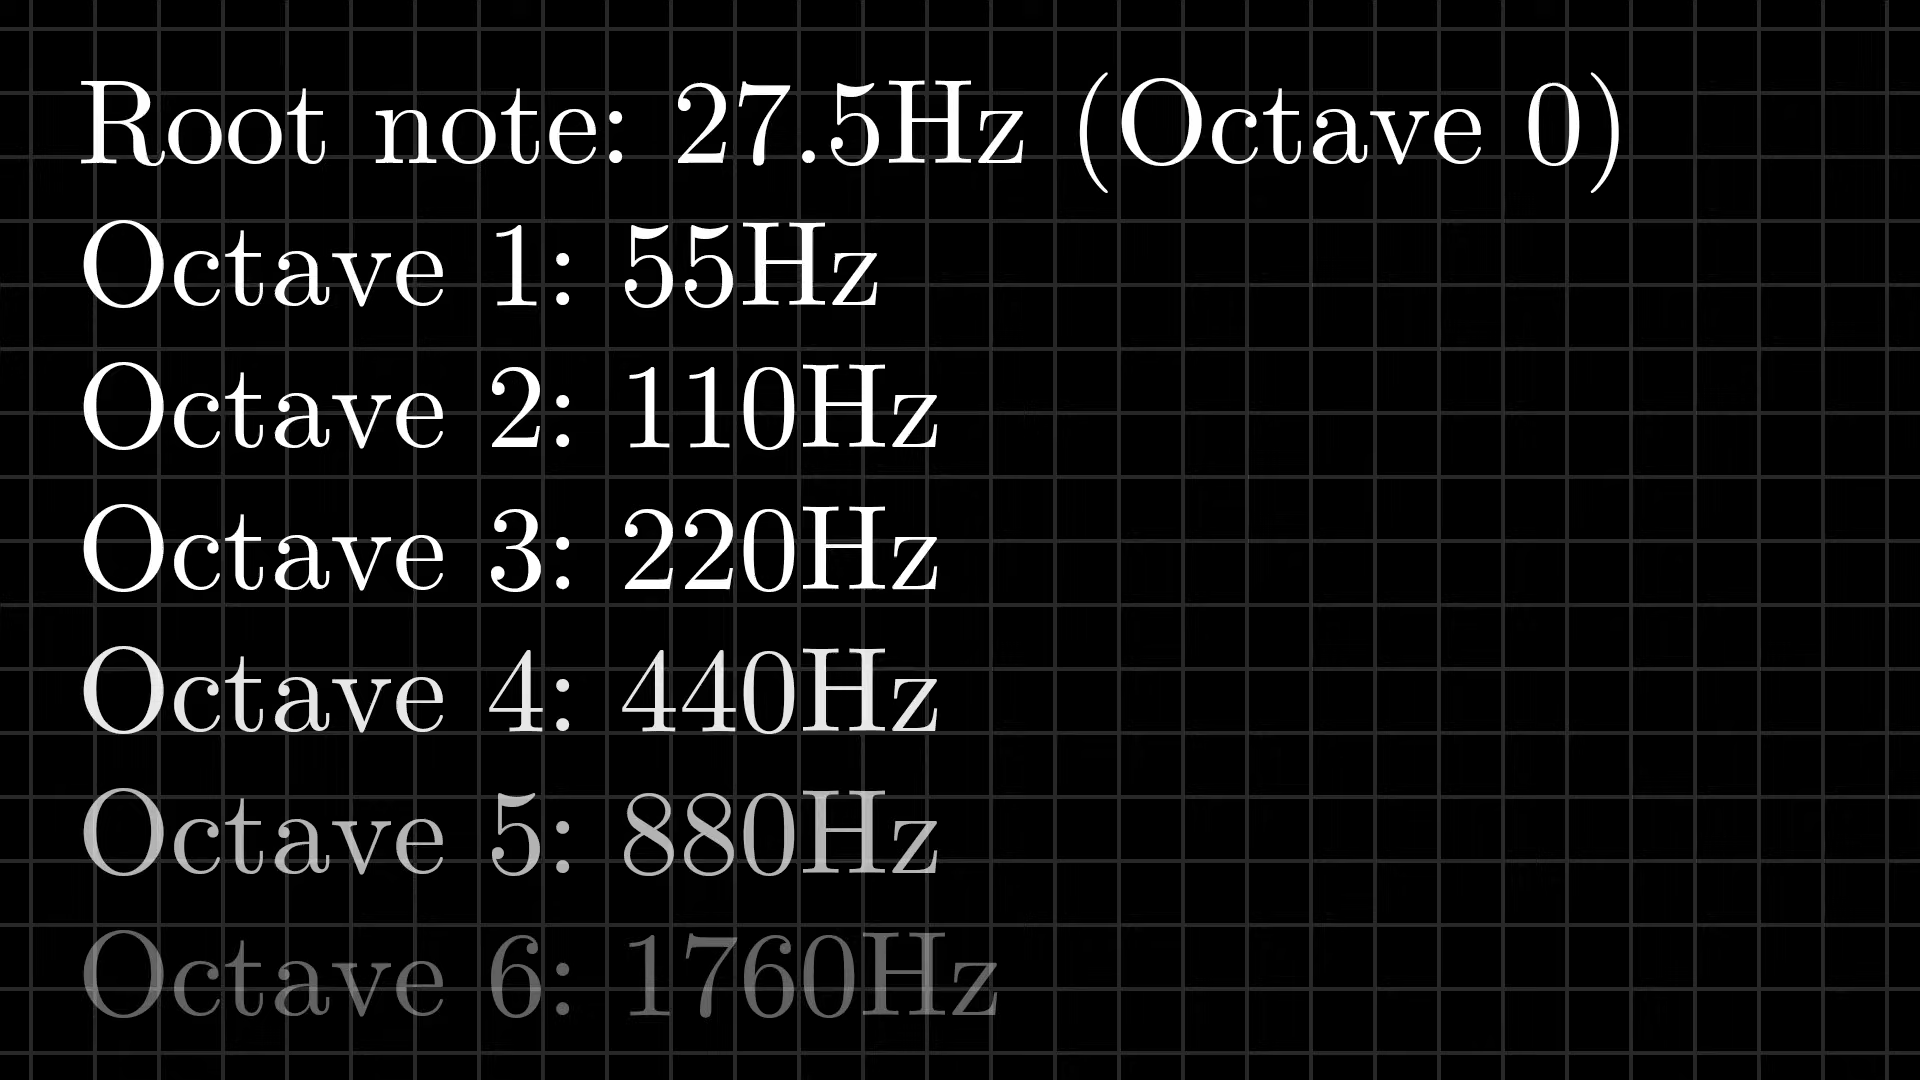 Root note: 27.5Hz (Octave 0)
Octave 1: 55Hz
Octave 2: 110Hz
Octave 3: 220Hz
Octave 4: 440Hz
Octave 5: 880Hz
Octave 6: 1760Hz